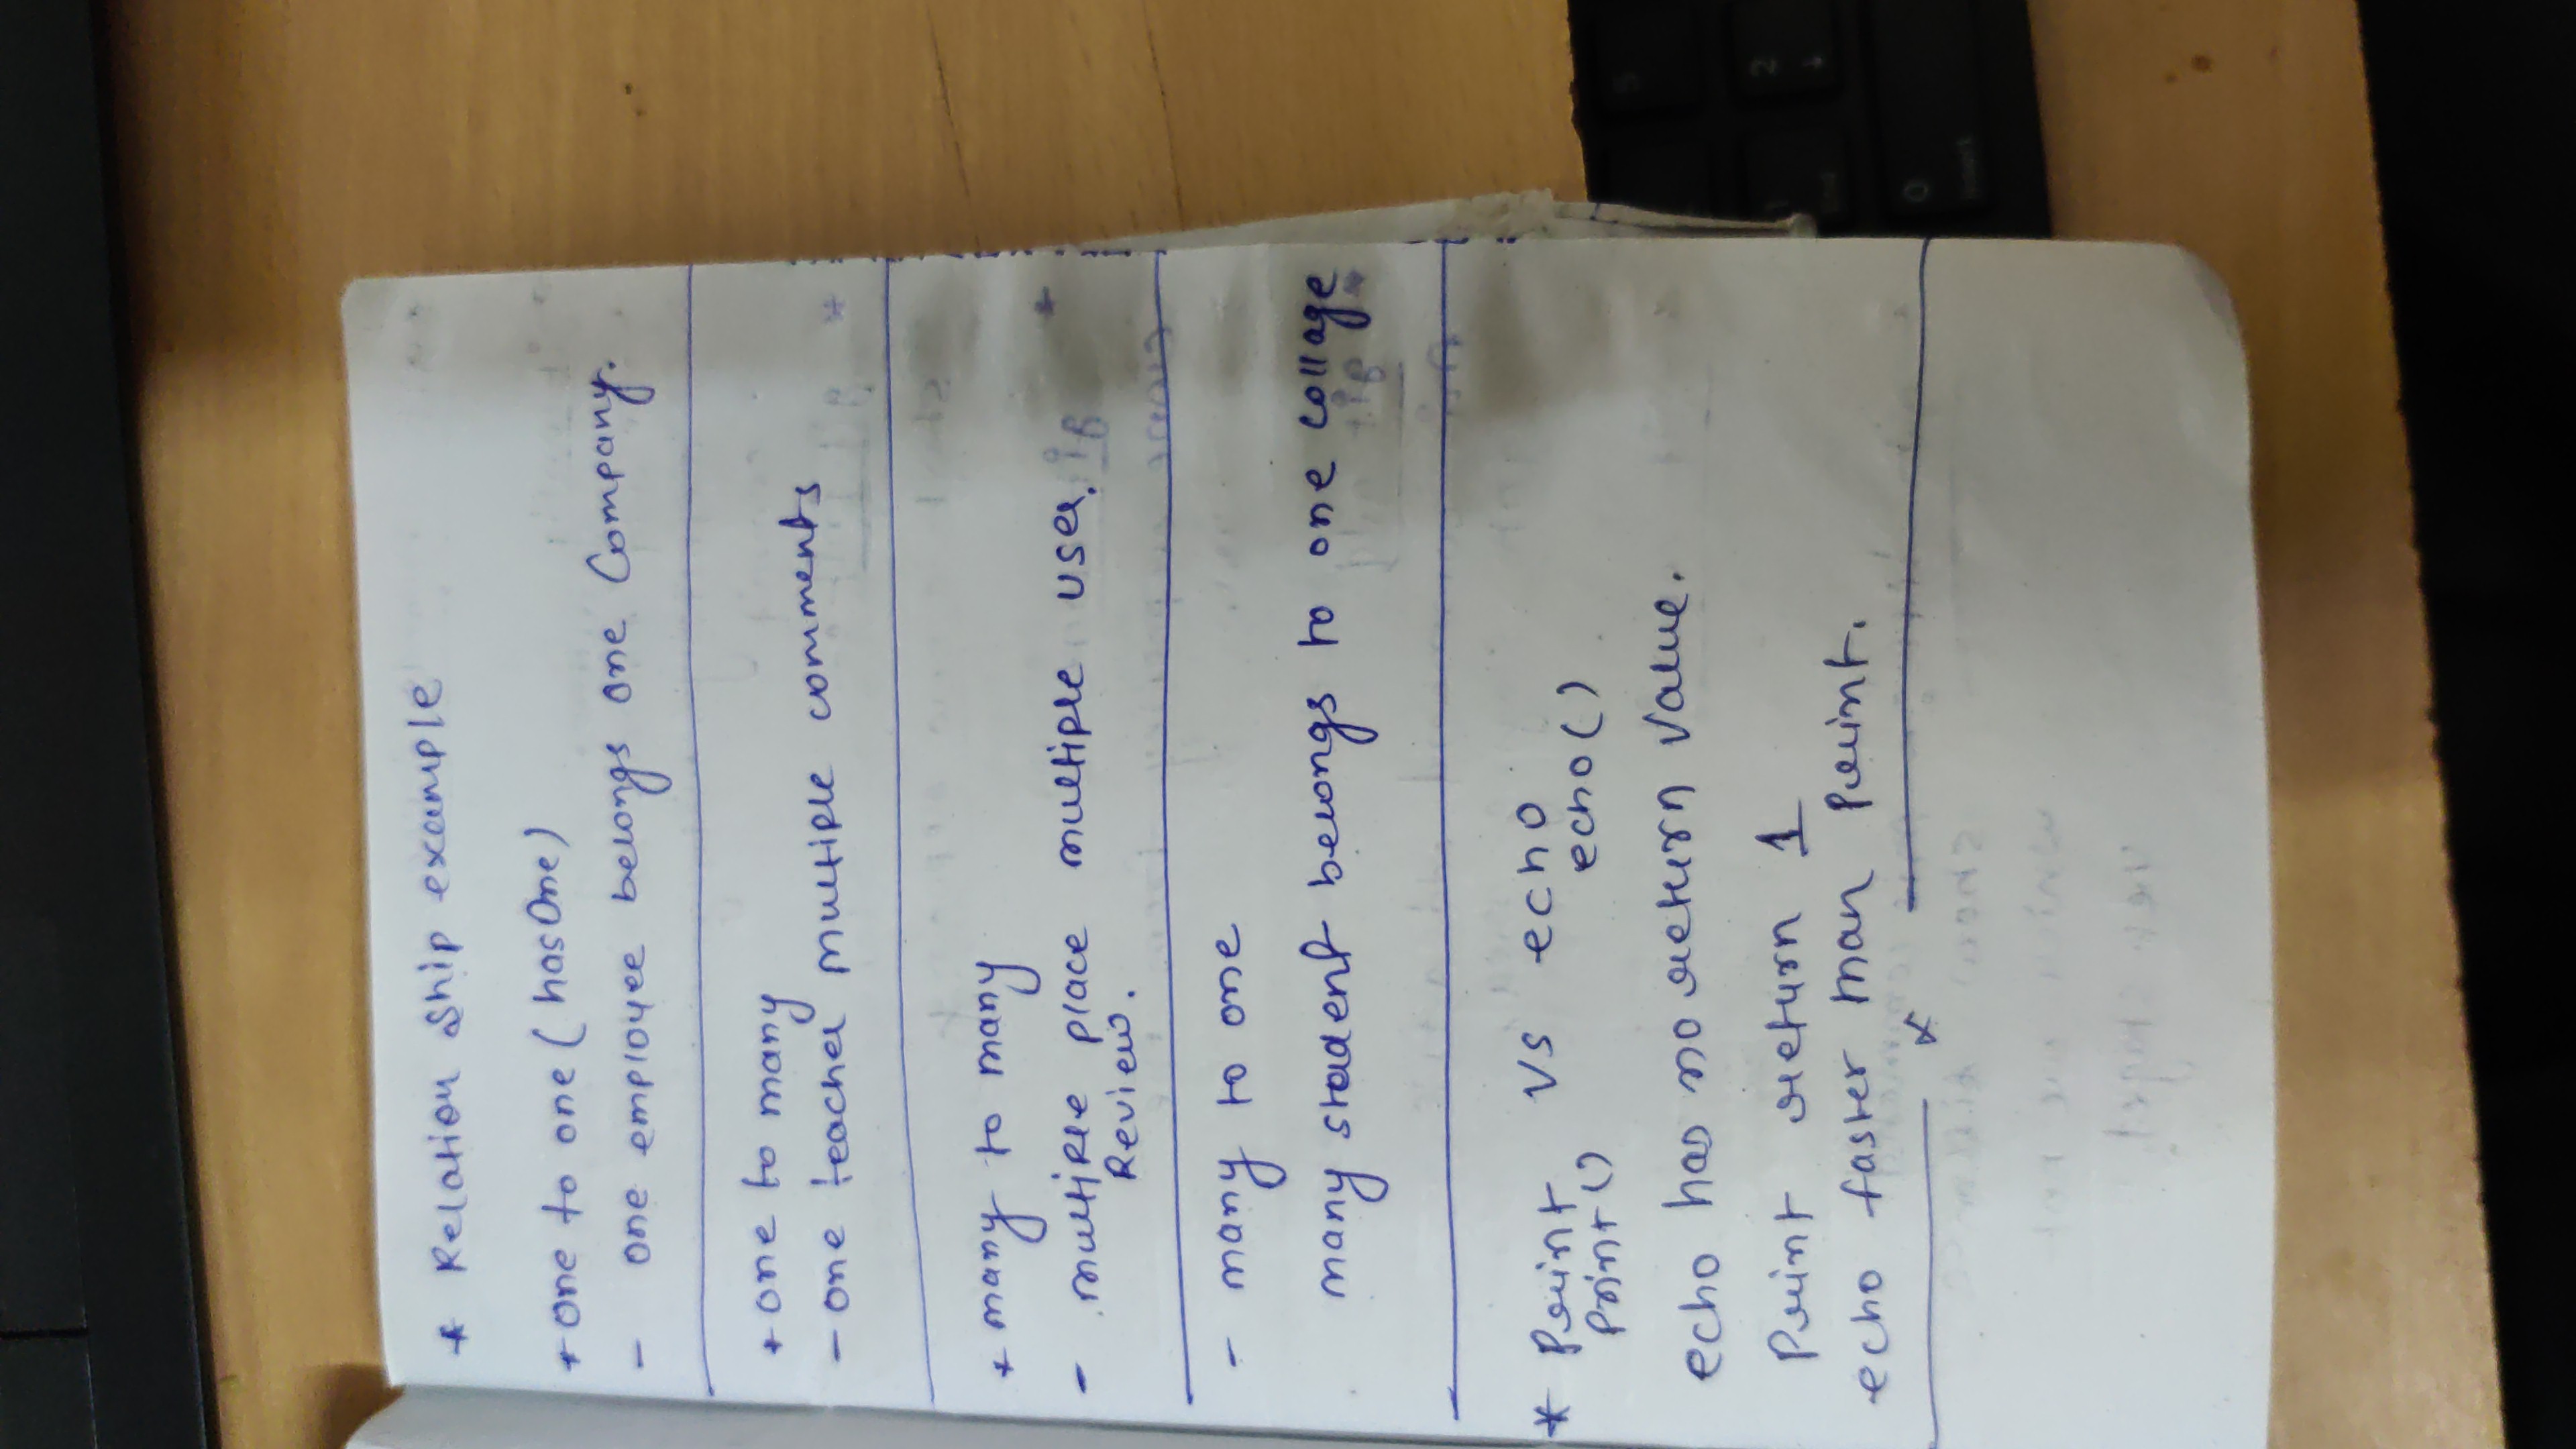 * Relation Ship example
* one to one ( hasOne)
- one employee belongs one Company.
* one to many
- one teacher multiple comments
* many to many
- multiple place multiple user.
Review.
- many to one
many student belongs to one collage
* Print VS echo
Print () echo ( )
echo has no return value.
Print return 1
echo faster than Print.